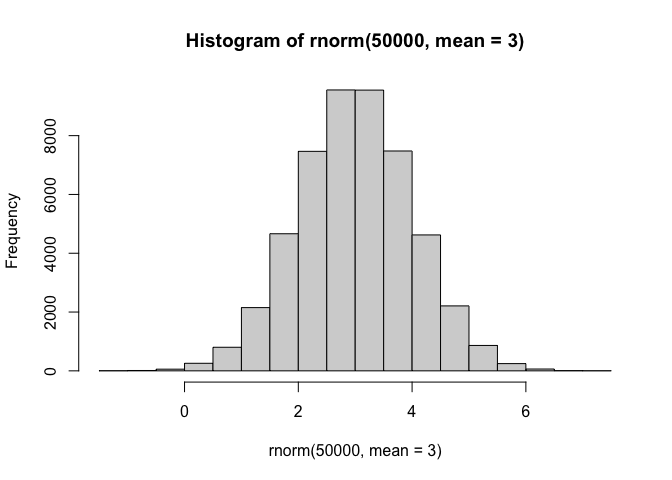 Histogram of rnorm(50000, mean = 3)
Frequency
8000
6000
4000
2000
0
0 2 4 6
rnorm(50000, mean = 3)